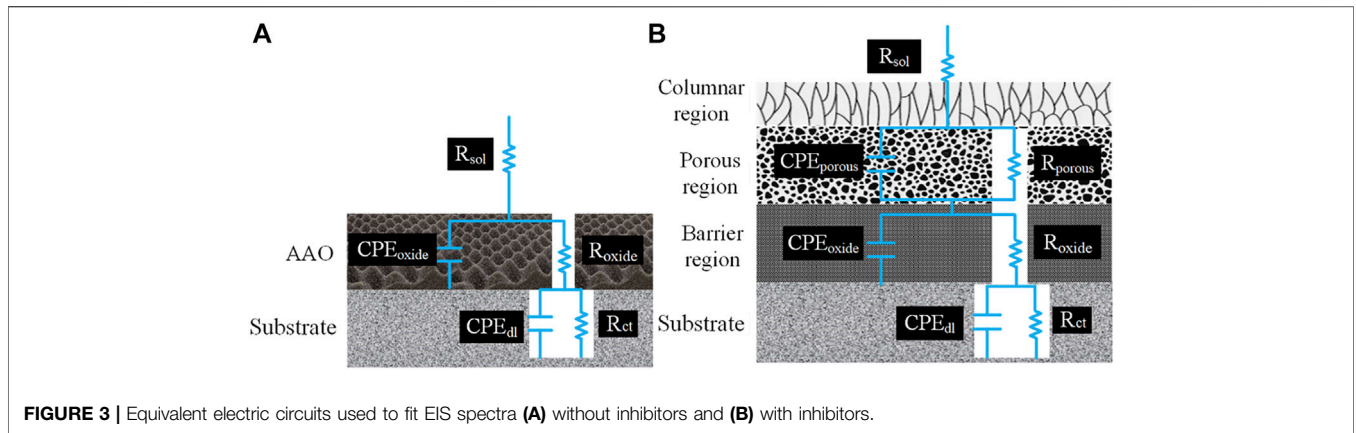 A
R_sol
AAO
CPE_oxide
R_oxide
Substrate
CPE_dl
R_ct
B
R_sol
Columnar
region
Porous
region
CPE_porous
R_porous
Barrier
region
CPE_oxide
R_oxide
Substrate
CPE_dl
R_ct
FIGURE 3 | Equivalent electric circuits used to fit EIS spectra (A) without inhibitors and (B) with inhibitors.